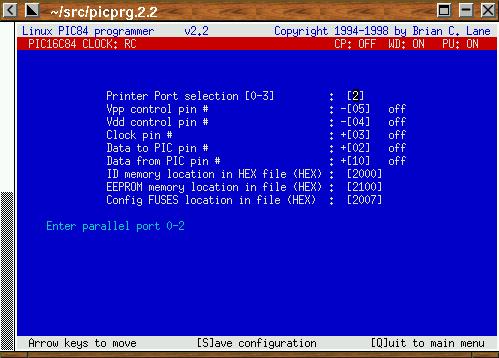 ~/src/picprg.2.2
Linux PIC84 programmer v2.2 Copyright 1994-1998 by Brian C. Lane
PIC16C84 CLOCK: RC CP: OFF WD: ON PU: ON
Printer Port selection [0-3] : [2]
Vpp control pin # : -[05] off
Vdd control pin # : -[04] off
Clock pin # : +[03] off
Data to PIC pin # : +[02] off
Data from PIC pin # : +[10] off
ID memory location in HEX file (HEX) : [2000]
EEPROM memory location in file (HEX) : [2100]
Config FUSES location in file (HEX) : [2007]
Enter parallel port 0-2
Arrow keys to move [S]ave configuration [Q]uit to main menu